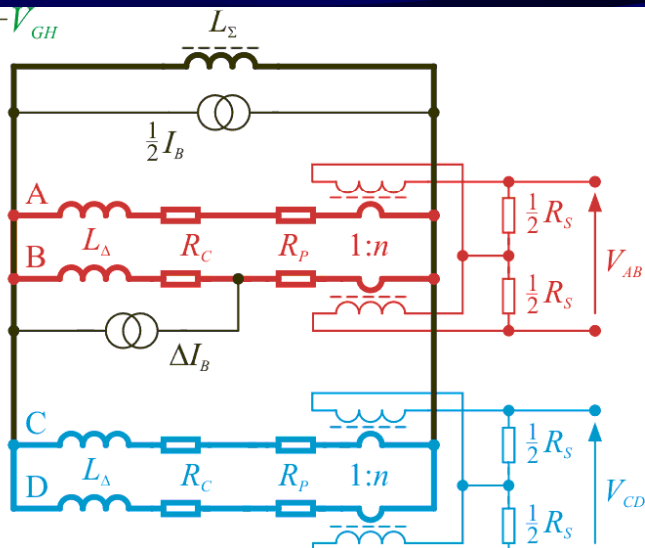 -V_GH
L_Σ
½ I_B
A
L_Δ R_C R_P 1:n
B
ΔI_B
½ R_S
½ R_S
V_AB
C
L_Δ R_C R_P 1:n
D
½ R_S
½ R_S
V_CD